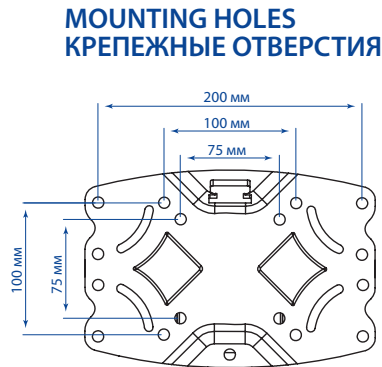 MOUNTING HOLES
КРЕПЕЖНЫЕ ОТВЕРСТИЯ
200 мм
100 мм
75 мм
100 мм
75 мм